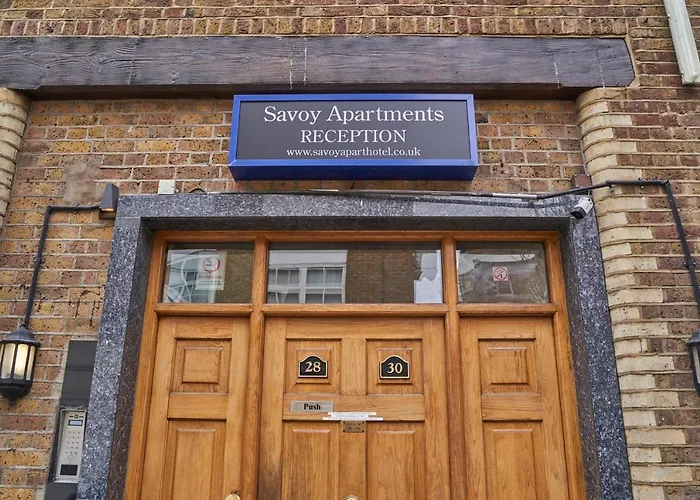 Savoy Apartments
RECEPTION
www.savoyaparthotel.co.uk
28
30
Push